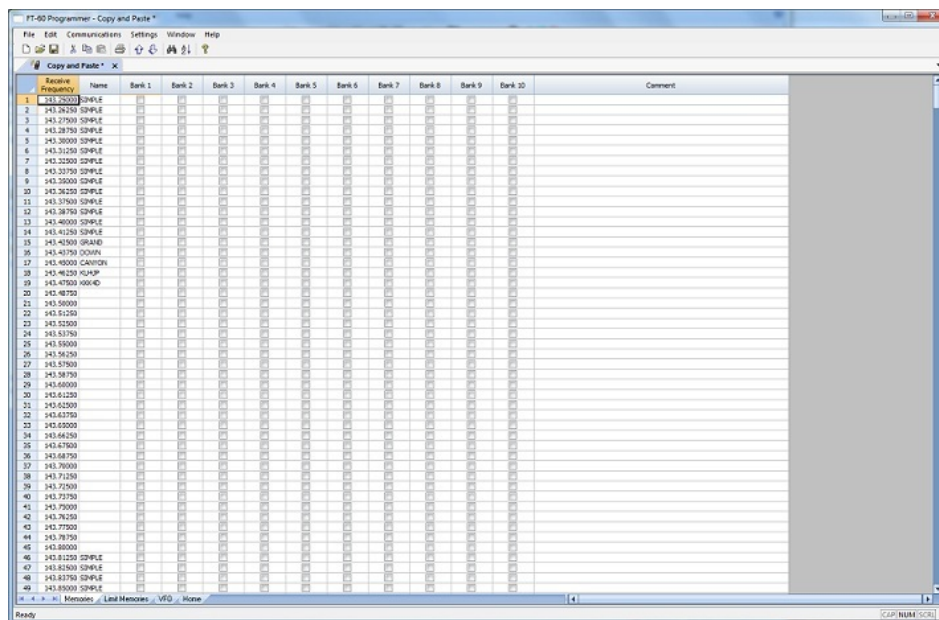 FT-60 Programmer - Copy and Paste *
File Edit Communications Settings Window Help
Copy and Paste * X
Receive Frequency Name Bank 1 Bank 2 Bank 3 Bank 4 Bank 5 Bank 6 Bank 7 Bank 8 Bank 9 Bank 10 Comment
1 143.25000 SIMPLE
2 143.26250 SIMPLE
3 143.27500 SIMPLE
4 143.28750 SIMPLE
5 143.30000 SIMPLE
6 143.31250 SIMPLE
7 143.32500 SIMPLE
8 143.33750 SIMPLE
9 143.35000 SIMPLE
10 143.36250 SIMPLE
11 143.37500 SIMPLE
12 143.38750 SIMPLE
13 143.40000 SIMPLE
14 143.41250 SIMPLE
15 143.42500 GRAND
16 143.43750 DOWN
17 143.45000 CANYON
18 143.46250
19 143.47500
20 143.48750
21 143.50000
22 143.51250
23 143.52500
24 143.53750
25 143.55000
26 143.56250
27 143.57500
28 143.58750
29 143.60000
30 143.61250
31 143.62500
32 143.63750
33 143.65000
34 143.66250
35 143.67500
36 143.68750
37 143.70000
38 143.71250
39 143.72500
40 143.73750
41 143.75000
42 143.76250
43 143.77500
44 143.78750
45 143.80000
46 143.81250 SIMPLE
47 143.82500 SIMPLE
48 143.83750 SIMPLE
49 143.85000 SIMPLE
Memories Limit Memories VFO Home
Ready CAP NUM SCRL